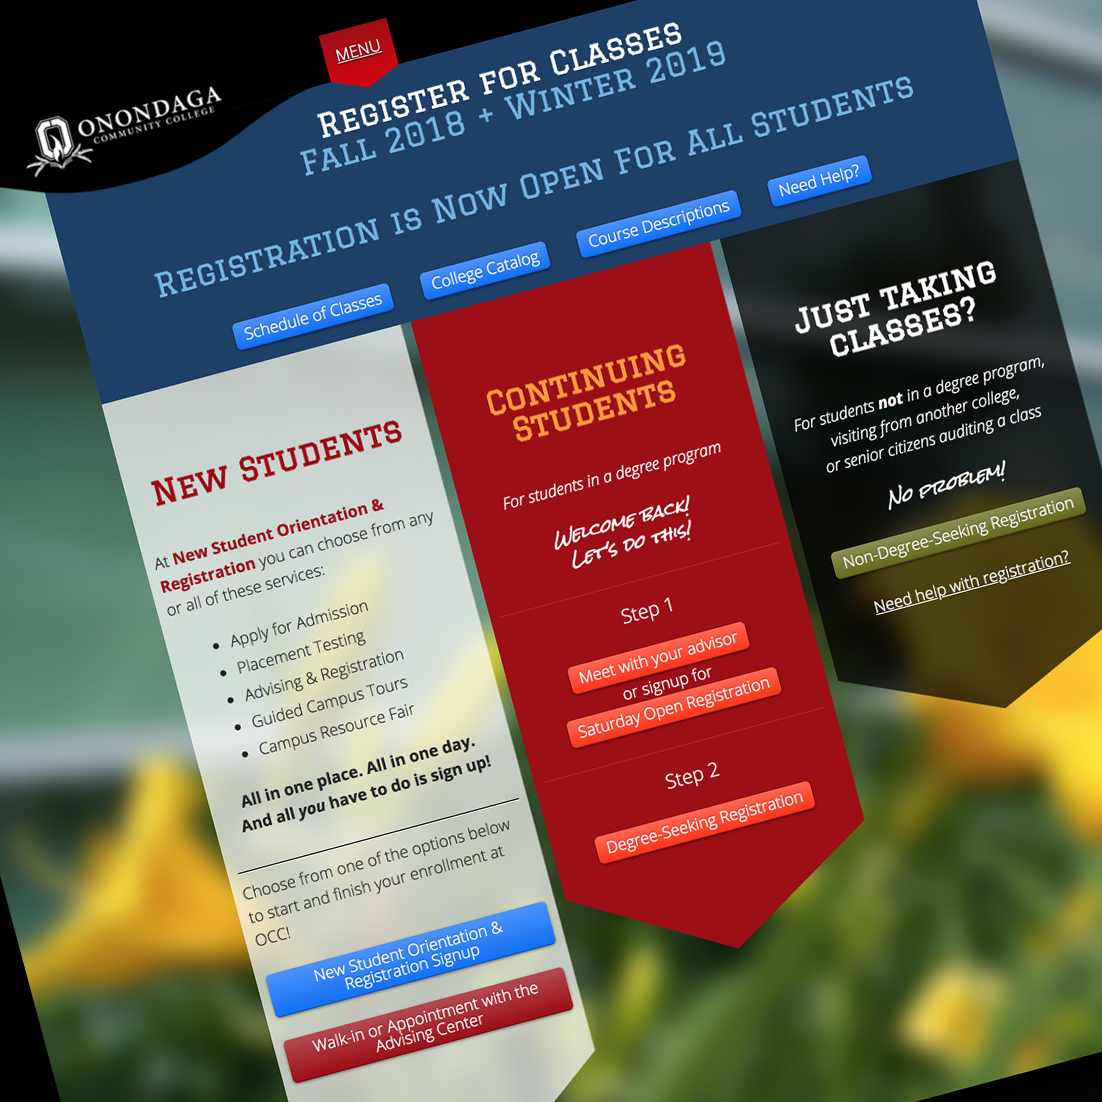 MENU
ONONDAGA
COMMUNITY COLLEGE
Register for Classes
Fall 2018 + Winter 2019
Registration is Now Open For All Students
Schedule of Classes
College Catalog
Course Descriptions
Need Help?
New Students
At New Student Orientation &
Registration you can choose from any
or all of these services:
• Apply for Admission
• Placement Testing
• Advising & Registration
• Guided Campus Tours
• Campus Resource Fair
All in one place. All in one day.
And all you have to do is sign up!
Choose from one of the options below
to start and finish your enrollment at
OCC!
New Student Orientation &
Registration Signup
Walk-in or Appointment with the
Advising Center
Continuing
Students
For students in a degree program
Welcome back!
Let's do this!
Step 1
Meet with your advisor
or signup for
Saturday Open Registration
Step 2
Degree-Seeking Registration
Just taking
classes?
For students not in a degree program,
visiting from another college,
or senior citizens auditing a class
No problem!
Non-Degree-Seeking Registration
Need help with registration?